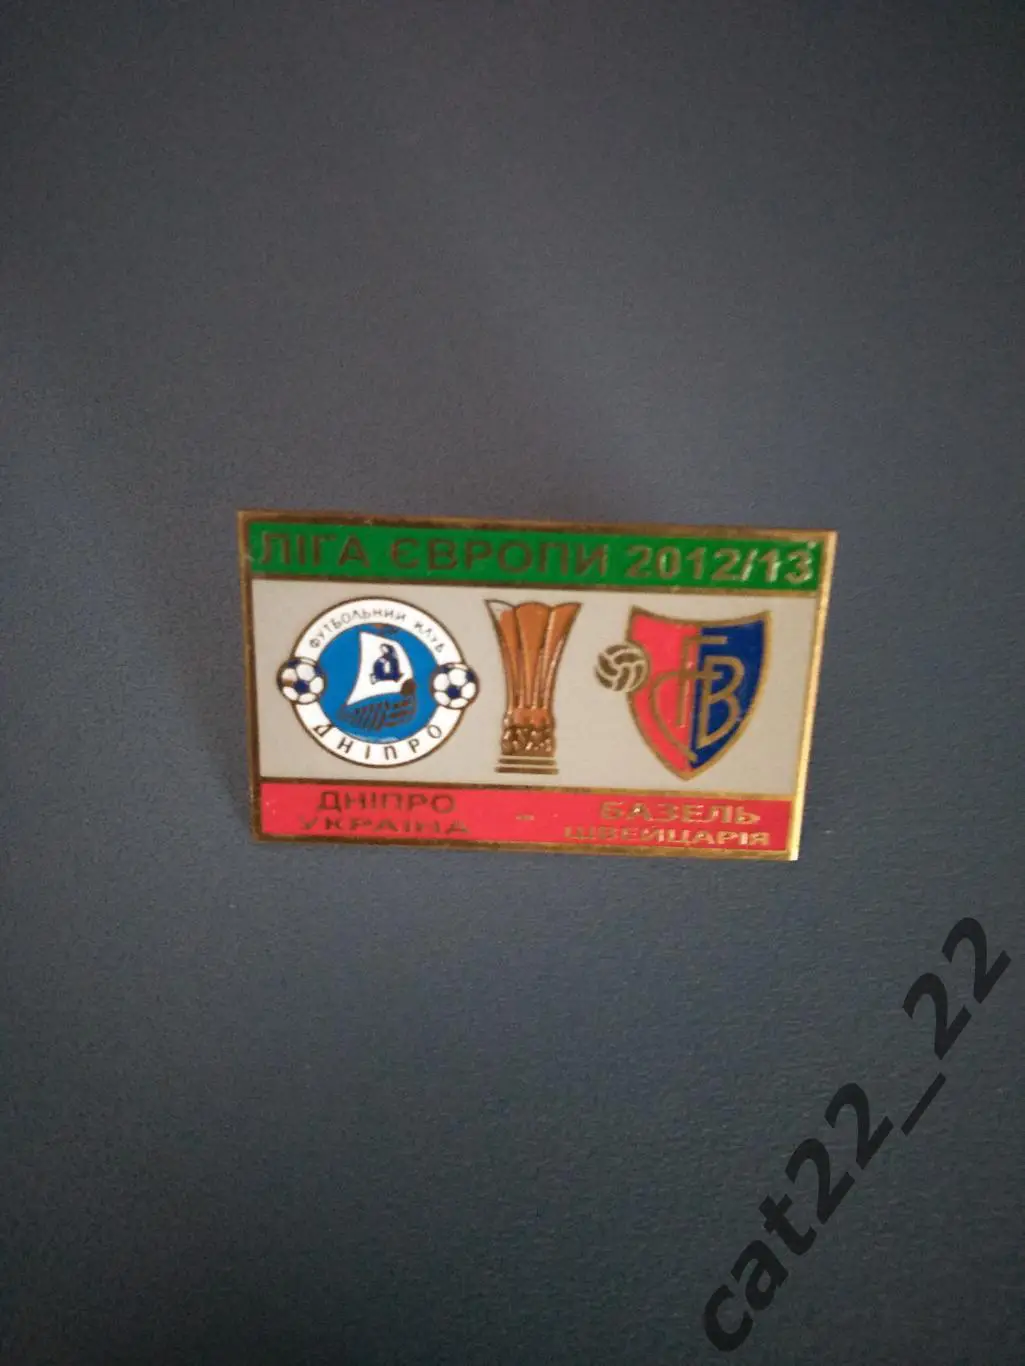 ЛІГА ЄВРОПИ 2012/13
ФУТБОЛЬНИЙ КЛУБ
Д
ДНІПРО
FCB
ДНІПРО - БАЗЕЛЬ
УКРАЇНА ШВЕЙЦАРІЯ
cat22_22